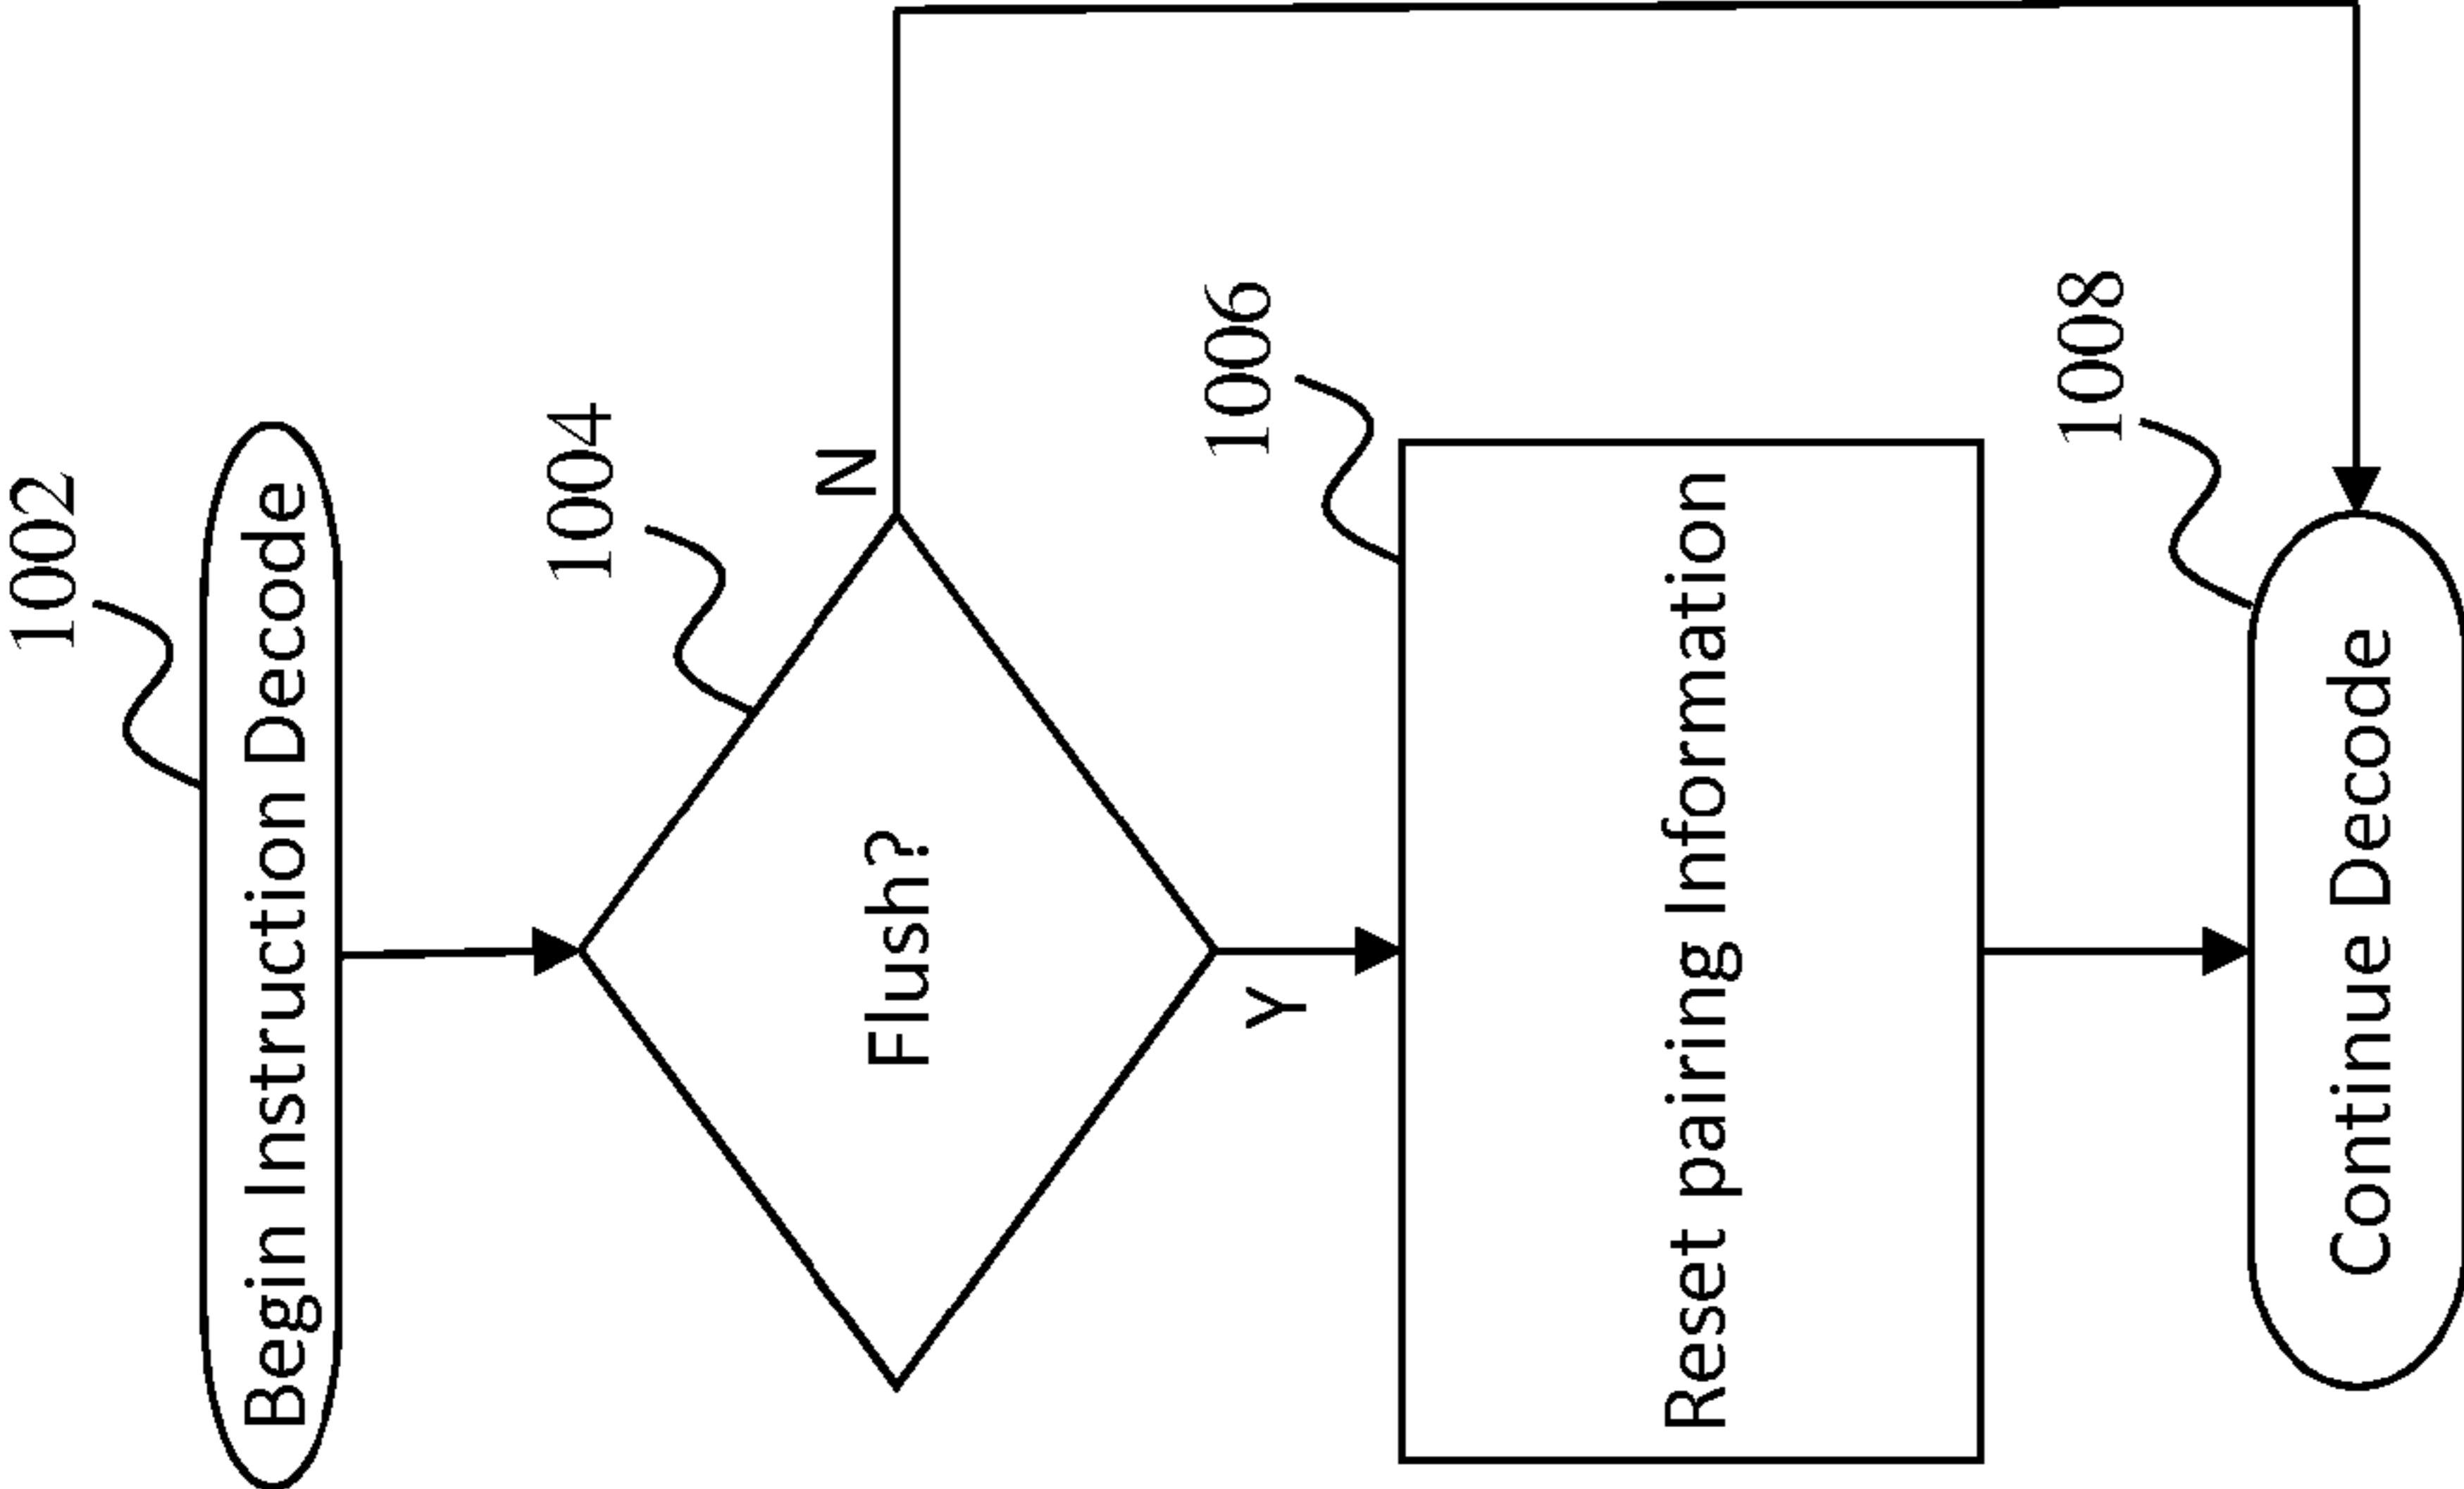 1002
Begin Instruction Decode
1004
Flush?
N
Y
1006
Reset pairing Information
1008
Continue Decode